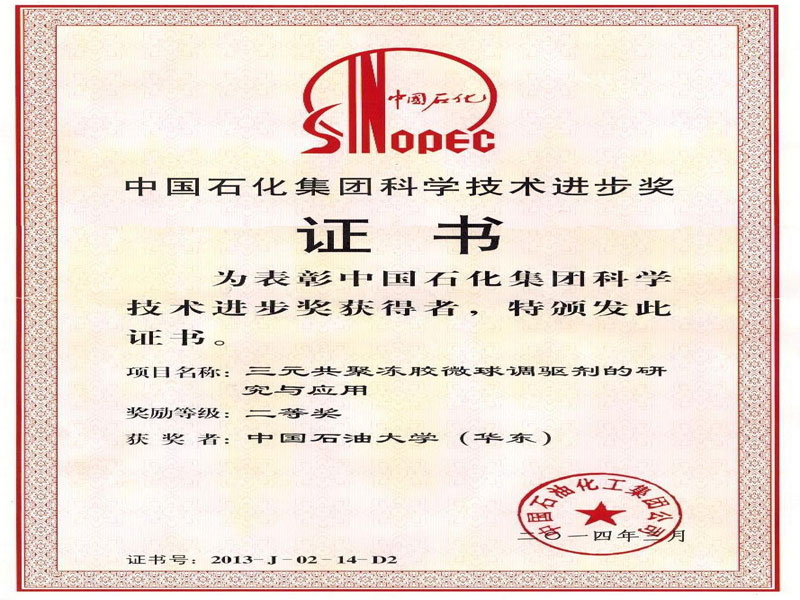 中国石化
SINOPEC
中国石化集团科学技术进步奖
证 书
为表彰中国石化集团科学
技术进步奖获得者，特颁发此
证书。
项目名称：三元共聚冻胶微球调驱剂的研
究与应用
奖励等级：二等奖
获 奖 者：中国石油大学（华东）
中国石油化工集团公司
二〇一四年 月
证书号：2013-J-02-14-D2